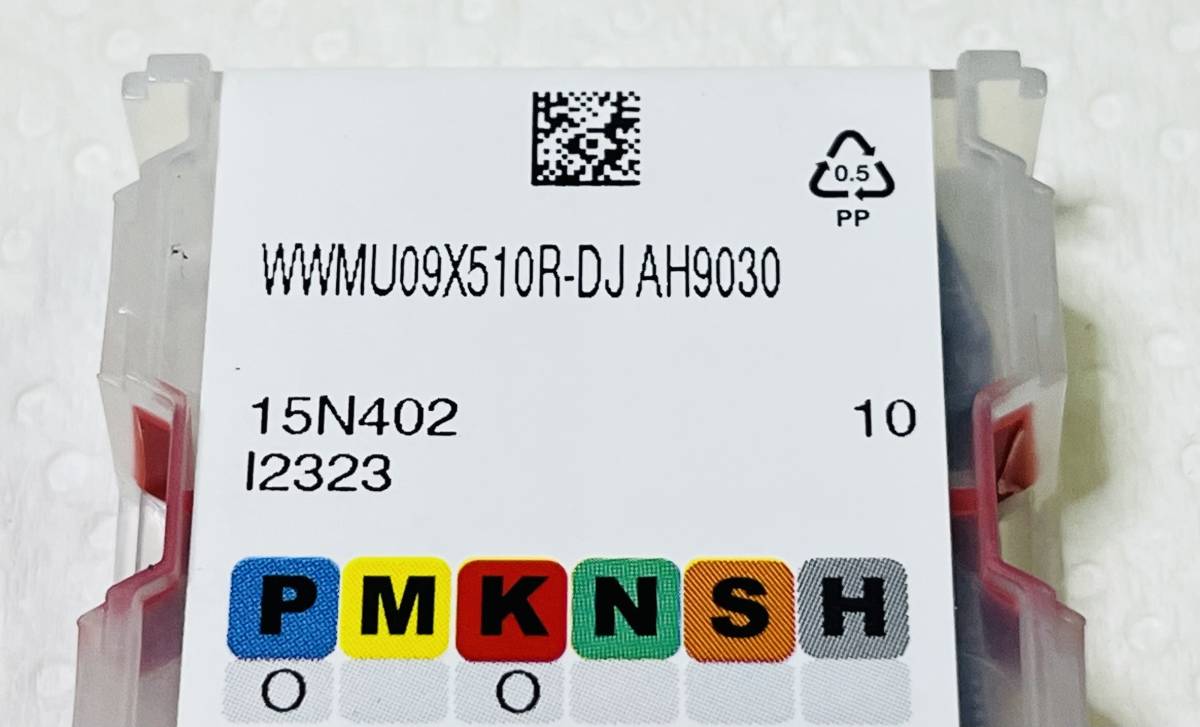 0.5
PP
WWMU09X510R-DJ AH9030
15N402 10
I2323
P M K N S H
O O